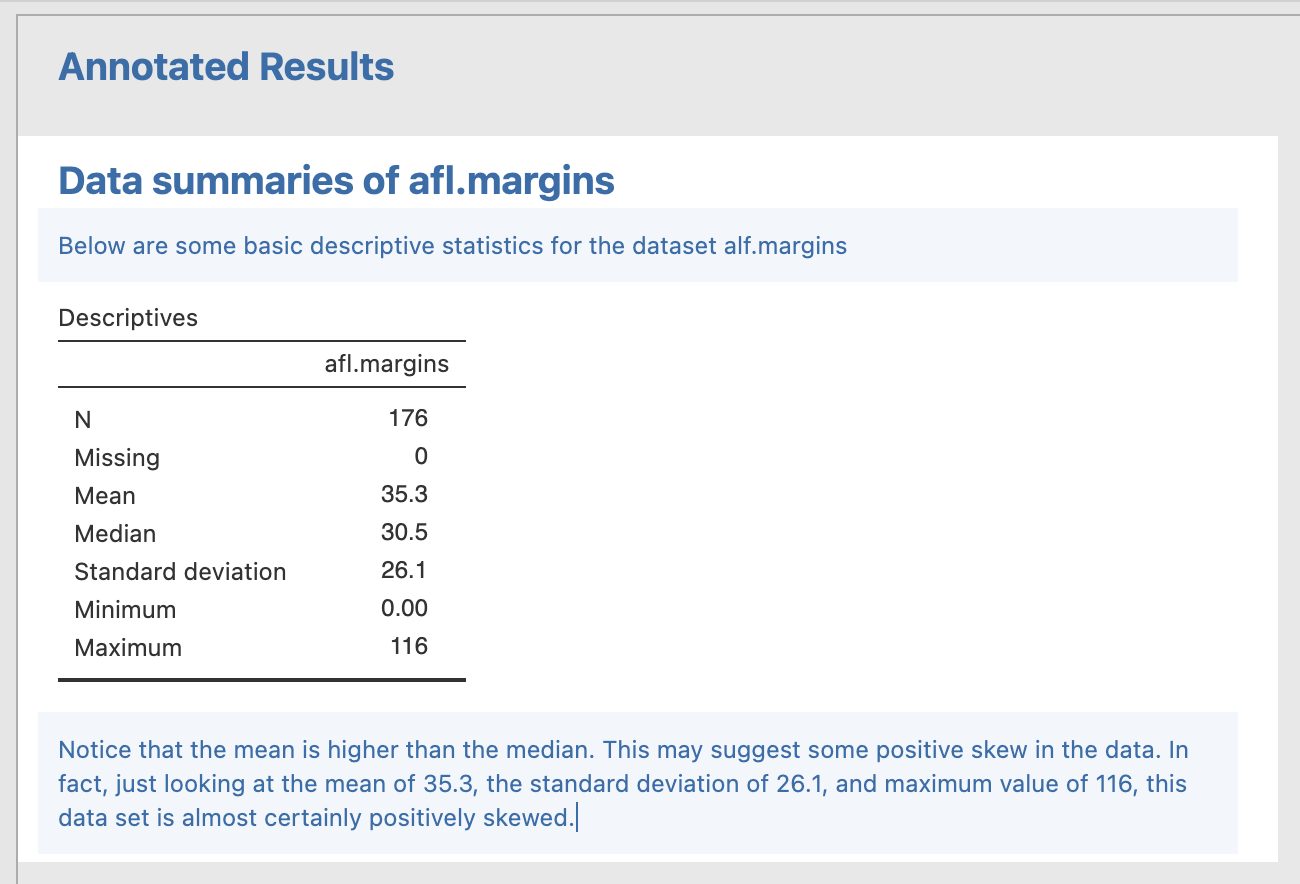 Annotated Results
Data summaries of afl.margins
Below are some basic descriptive statistics for the dataset alf.margins
Descriptives
afl.margins
N 176
Missing 0
Mean 35.3
Median 30.5
Standard deviation 26.1
Minimum 0.00
Maximum 116
Notice that the mean is higher than the median. This may suggest some positive skew in the data. In
fact, just looking at the mean of 35.3, the standard deviation of 26.1, and maximum value of 116, this
data set is almost certainly positively skewed.